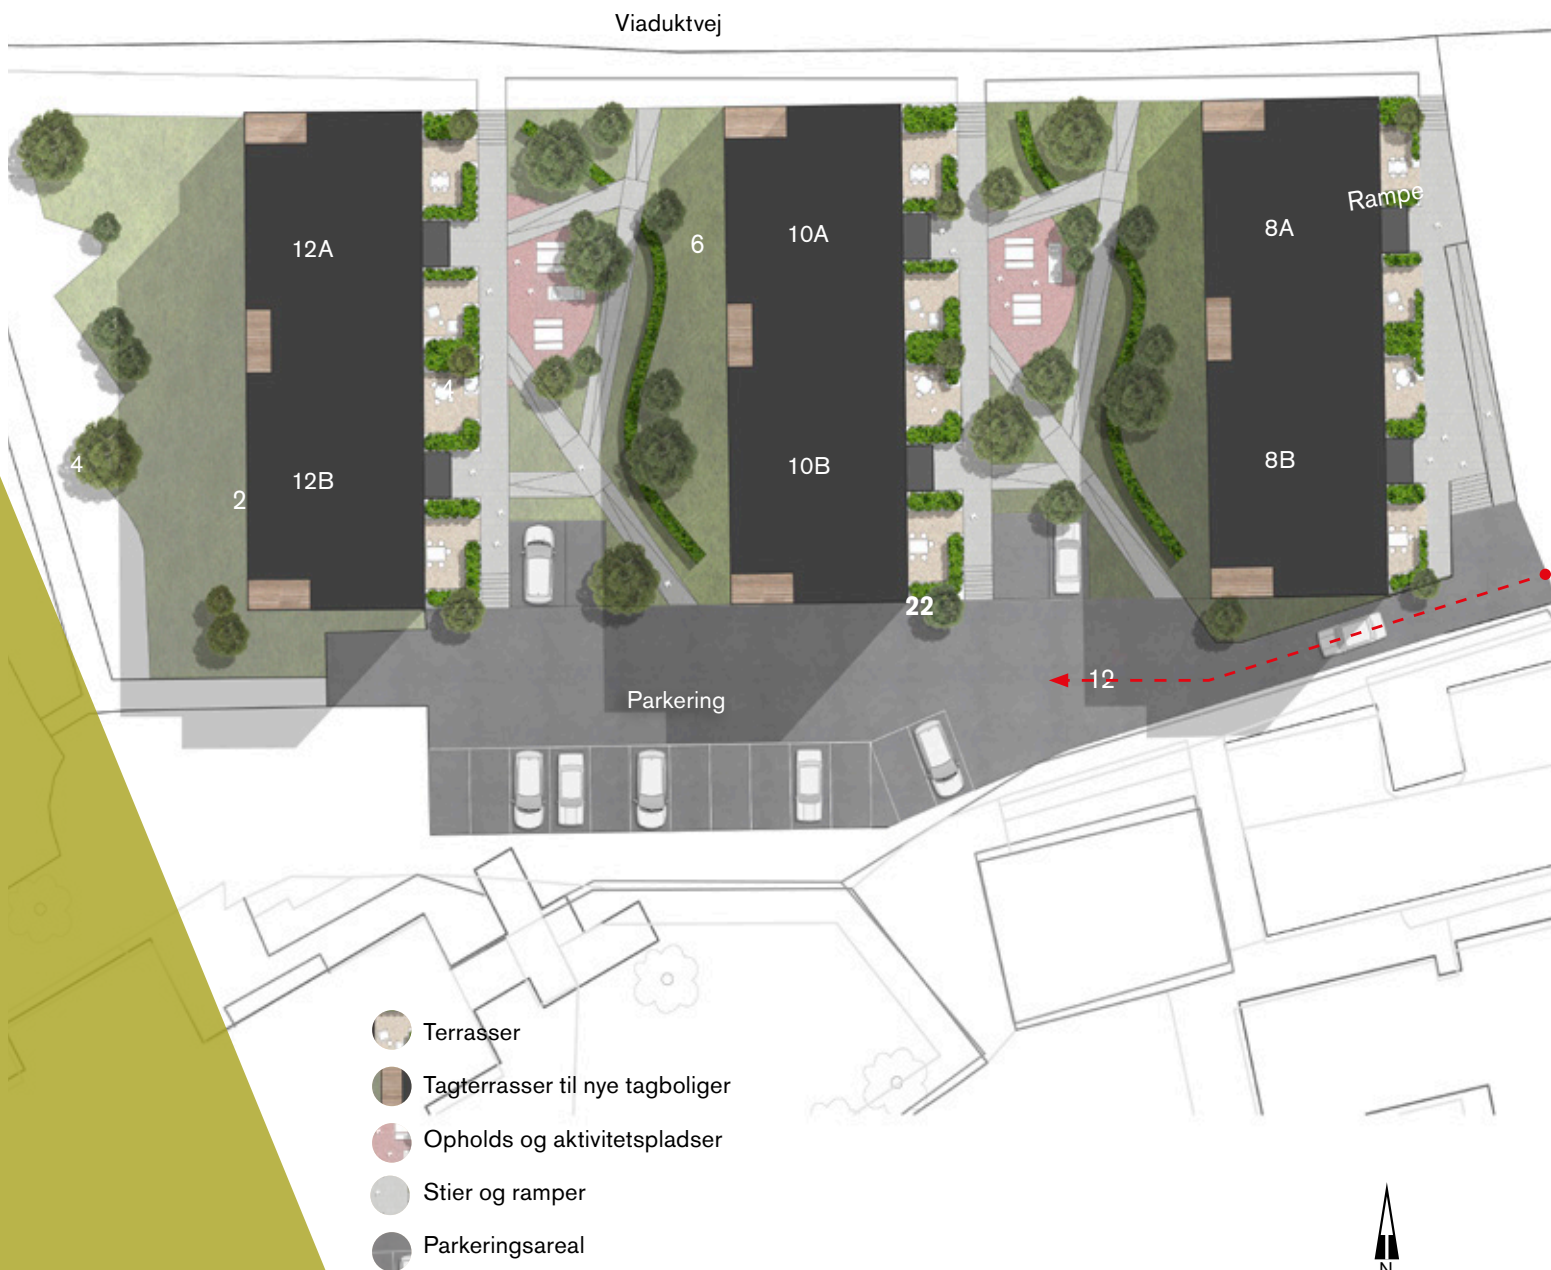 Viaduktvej
Rampe
12A
6
10A
8A
4
4
2
12B
10B
8B
22
12
Parkering
Terrasser
Tagterrasser til nye tagboliger
Opholds og aktivitetspladser
Stier og ramper
Parkeringsareal
N